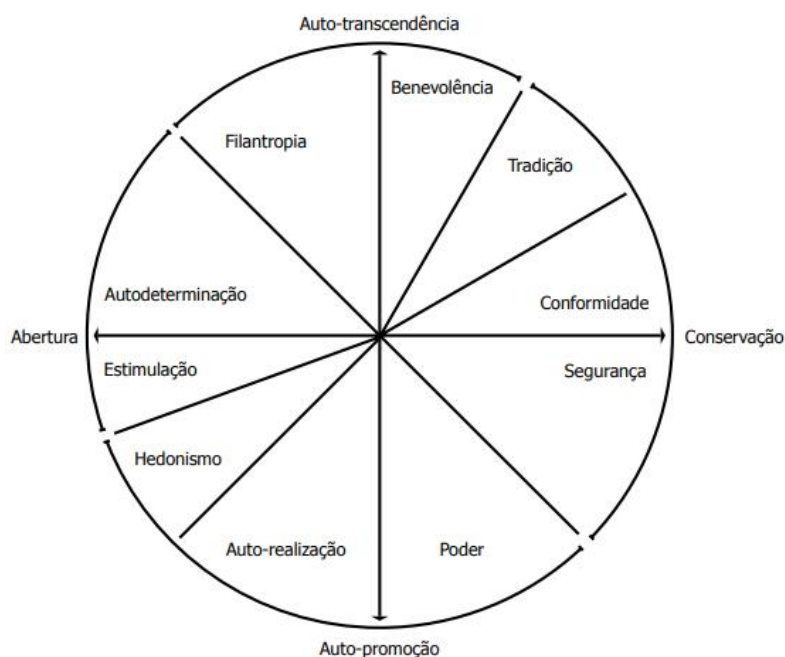 Auto-transcendência
Benevolência
Filantropia
Tradição
Autodeterminação
Conformidade
Abertura
Conservação
Estimulação
Segurança
Hedonismo
Auto-realização
Poder
Auto-promoção